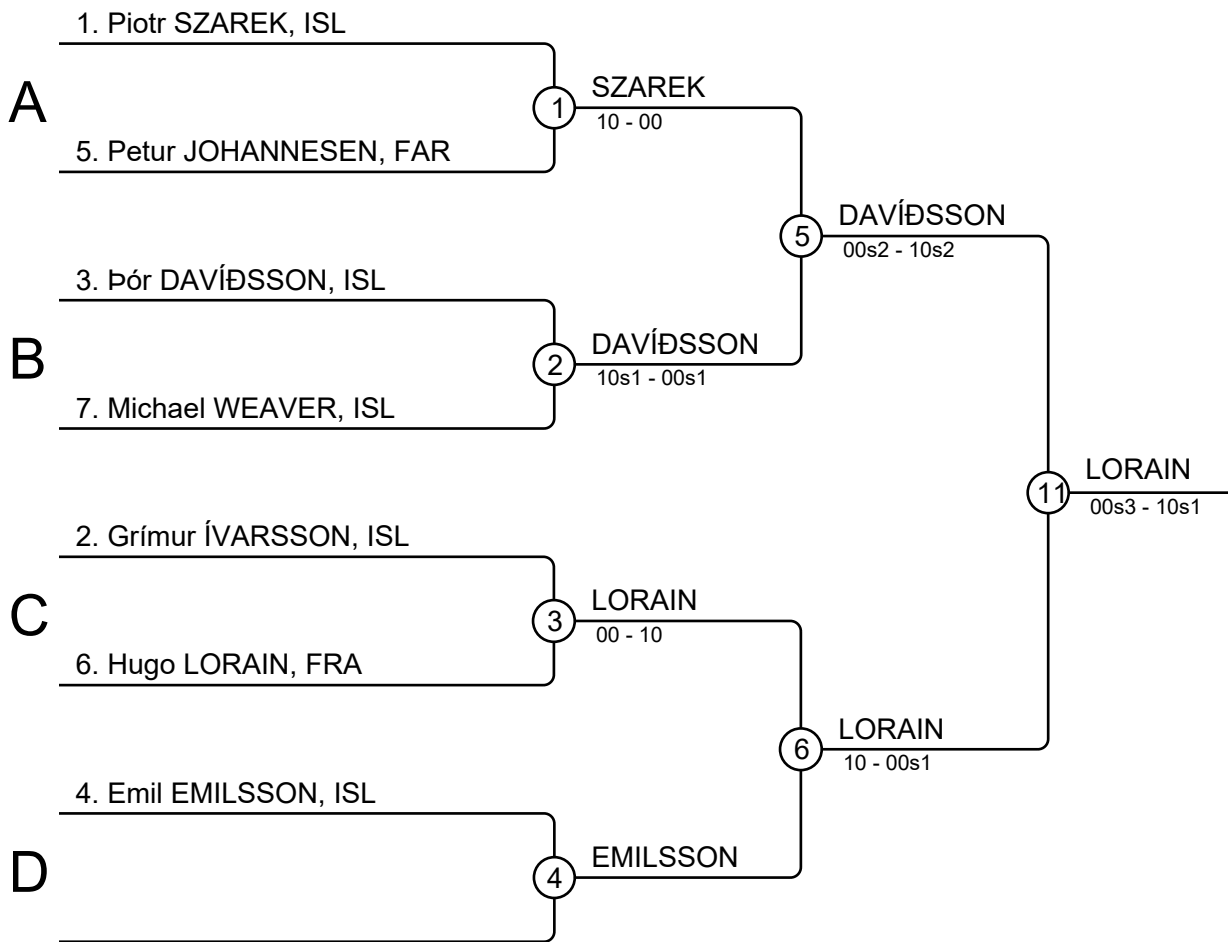 1. Piotr SZAREK, ISL
A
1
SZAREK
10 - 00
5. Petur JOHANNESEN, FAR
5
DAVÍÐSSON
00s2 - 10s2
3. Þór DAVÍÐSSON, ISL
B
2
DAVÍÐSSON
10s1 - 00s1
7. Michael WEAVER, ISL
11
LORAIN
00s3 - 10s1
2. Grímur ÍVARSSON, ISL
C
3
LORAIN
00 - 10
6. Hugo LORAIN, FRA
6
LORAIN
10 - 00s1
4. Emil EMILSSON, ISL
D
4
EMILSSON